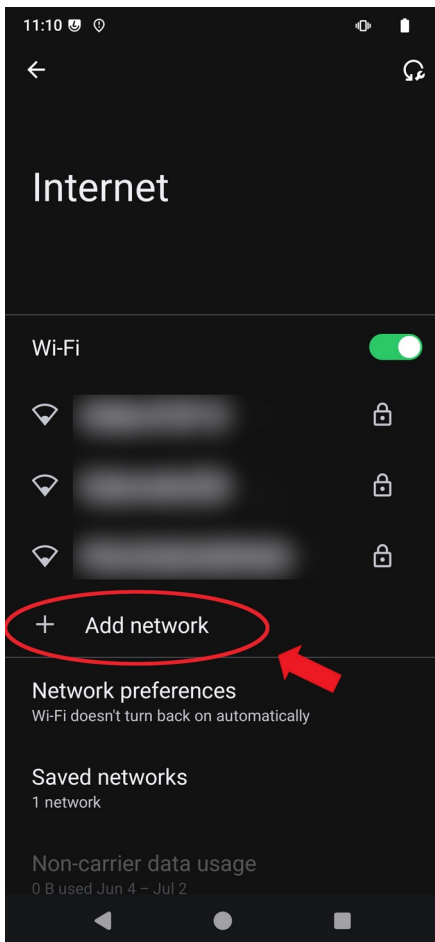 11:10
Internet
Wi-Fi
Add network
Network preferences
Wi-Fi doesn't turn back on automatically
Saved networks
1 network
Non-carrier data usage
0 B used Jun 4 – Jul 2